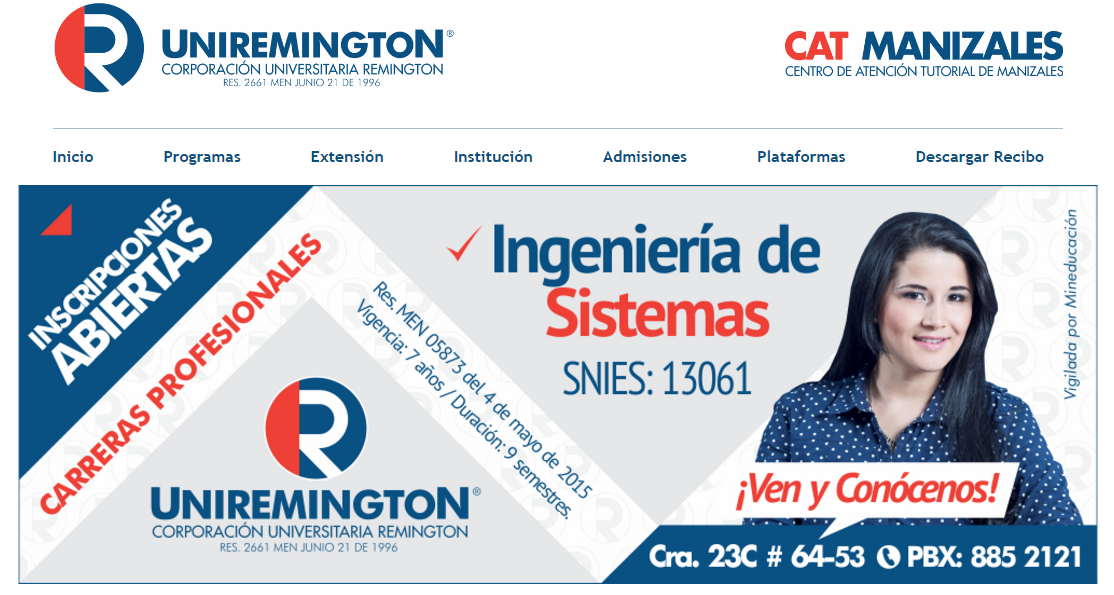 UNIREMINGTON®
CORPORACIÓN UNIVERSITARIA REMINGTON
RES. 2661 MEN JUNIO 21 DE 1996
CAT MANIZALES
CENTRO DE ATENCIÓN TUTORIAL DE MANIZALES
Inicio Programas Extensión Institución Admisiones Plataformas Descargar Recibo
INSCRIPCIONES
ABIERTAS
CARRERAS PROFESIONALES
UNIREMINGTON®
CORPORACIÓN UNIVERSITARIA REMINGTON
RES. 2661 MEN JUNIO 21 DE 1996
Res. MEN 05873 del 4 de mayo de 2015
Vigencia: 7 años / Duración: 9 semestres.
Ingeniería de
Sistemas
SNIES: 13061
Vigilada por Mineducación
¡Ven y Conócenos!
Cra. 23C # 64-53 PBX: 885 2121